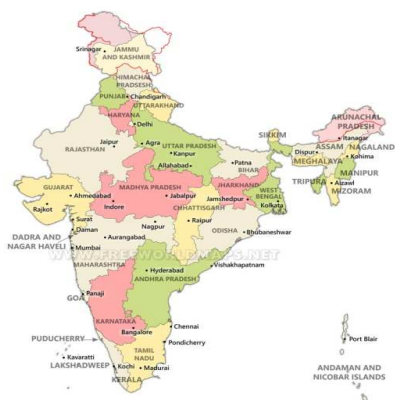 Srinagar
JAMMU
AND KASHMIR
HIMACHAL
PRADSESH
PUNJAB
Chandigarh
UTTARAKHAND
HARYANA
Delhi
ARUNACHAL
PRADESH
RAJASTHAN
Jaipur
Agra
UTTAR PRADESH
Kanpur
Allahabad
SIKKIM
Itanagar
ASSAM
NAGALAND
Dispur
Kohima
MEGHALAYA
MANIPUR
TRIPURA
Aizawl
MIZORAM
Patna
BIHAR
GUJARAT
Ahmedabad
Rajkot
MADHYA PRADESH
Indore
Jabalpur
JHARKHAND
Jamshedpur
WEST
BENGAL
Kolkata
CHHATTISGARH
Surat
Daman
DADRA AND
NAGAR HAVELI
Mumbai
Nagpur
Raipur
Aurangabad
ODISHA
Bhubaneshwar
WWW.FREEWORLDMAPS.NET
MAHARASHTRA
Hyderabad
Vishakhapatnam
ANDHRA PRADESH
GOA
Panaji
KARNATAKA
Bangalore
Chennai
PUDUCHERRY
Pondicherry
Kavaratti
LAKSHADWEEP
TAMIL
NADU
Kochi
Madurai
KERALA
Port Blair
ANDAMAN AND
NICOBAR ISLANDS